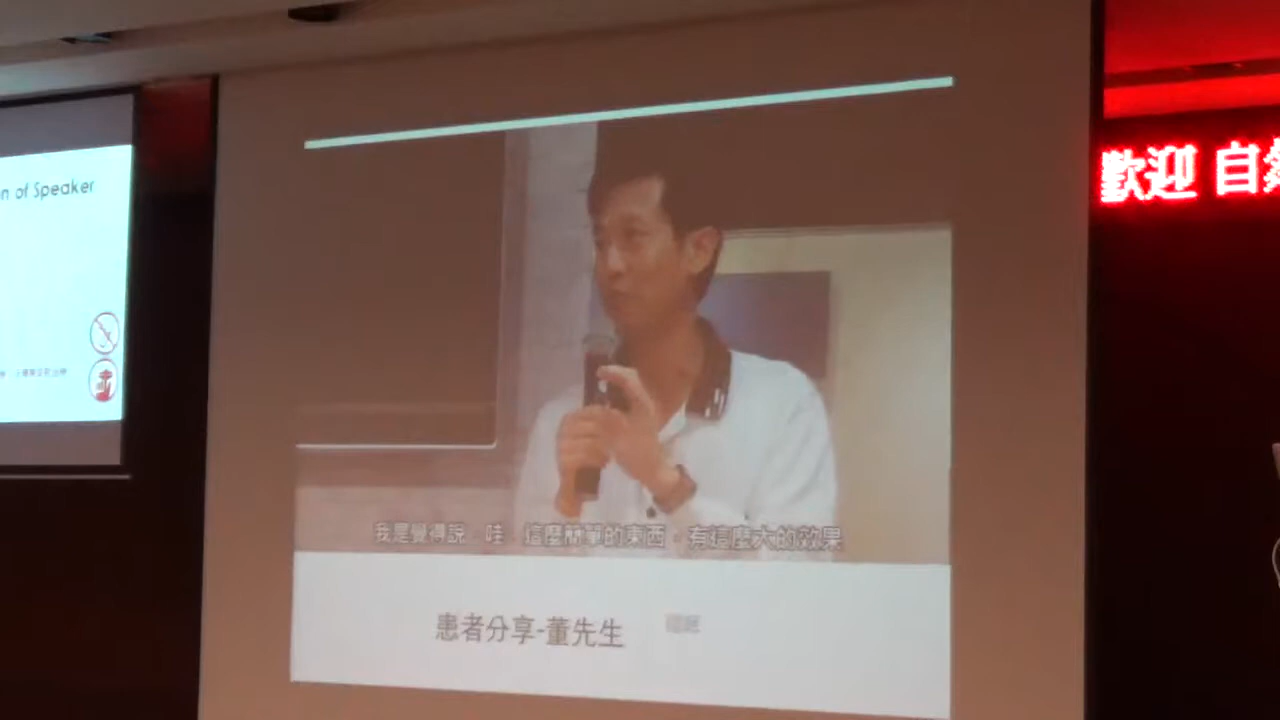 n of Speaker
歡迎 自
我是覺得說 哇 這麼簡單的東西,有這麼大的效果
患者分享-董先生